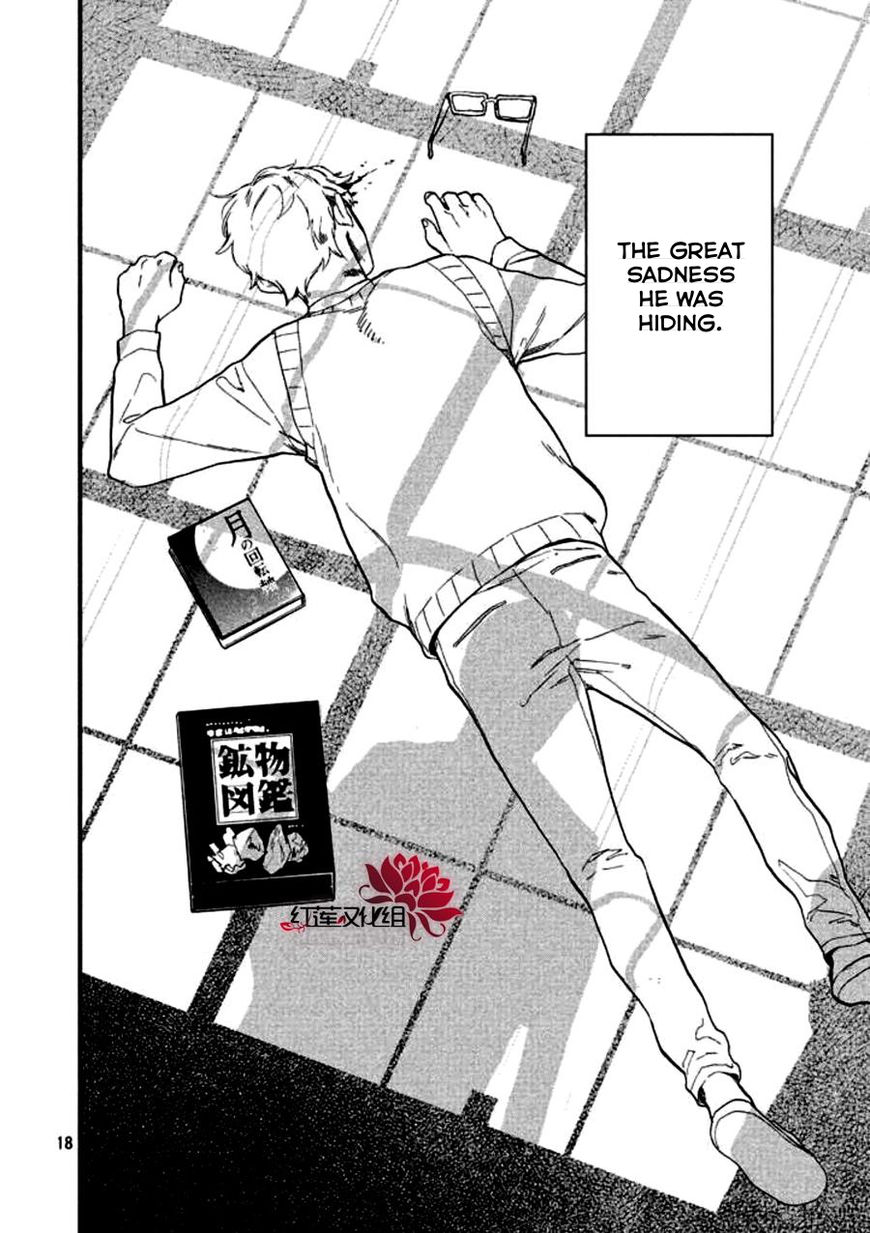 THE GREAT
SADNESS
HE WAS
HIDING.
月の回転
鉱物
図鑑
红莲汉化组
18